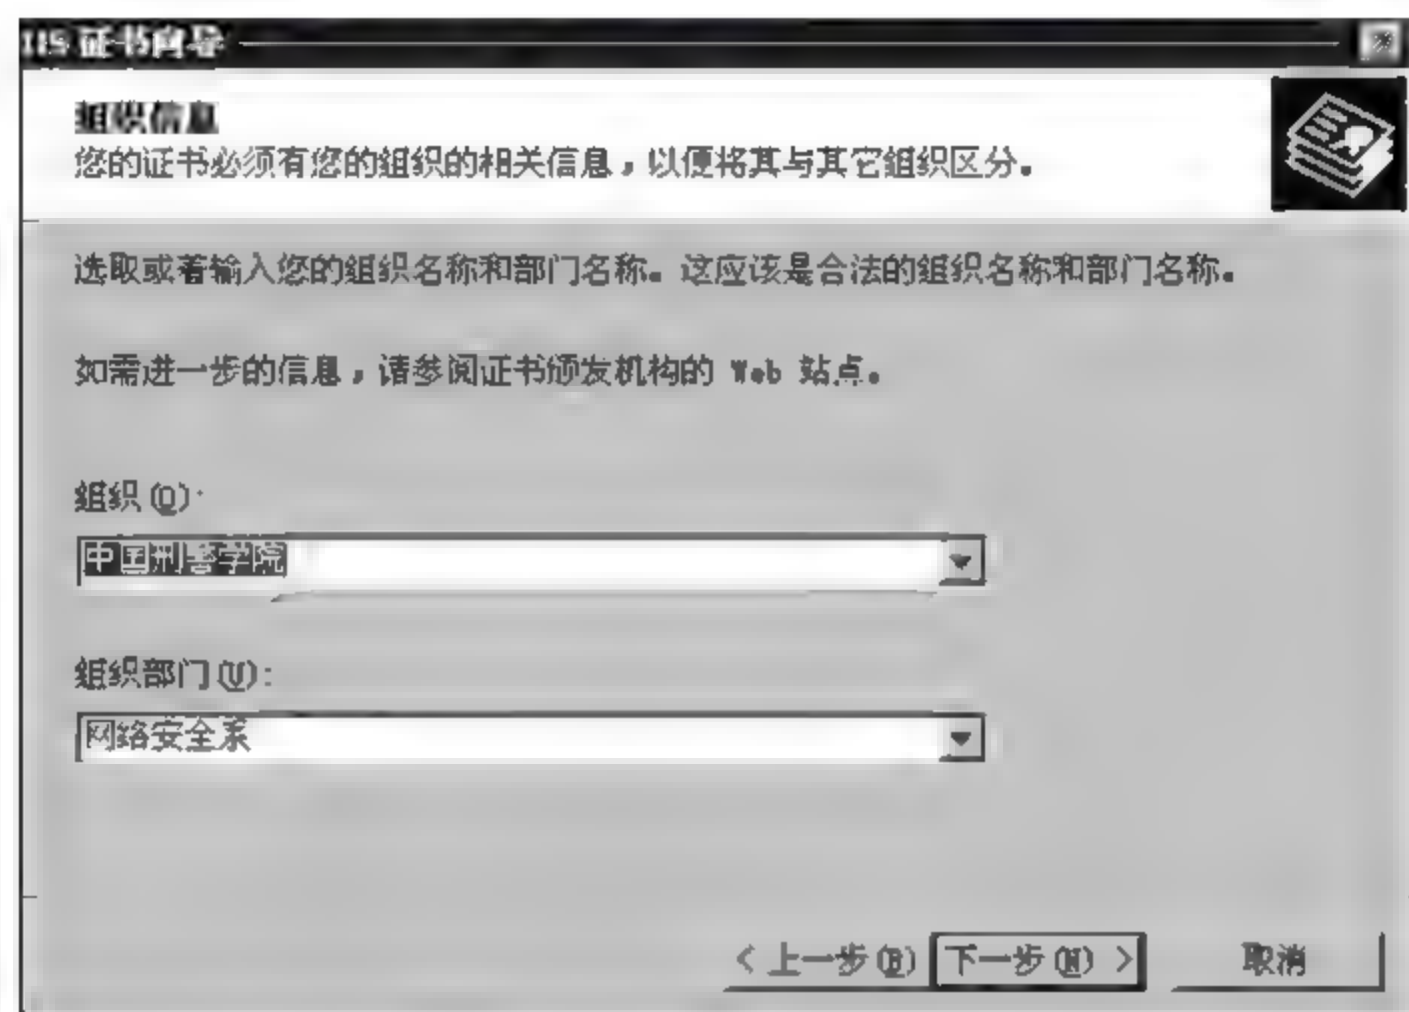 IIS 证书向导
组织信息
您的证书必须有您的组织的相关信息，以便将其与其它组织区分。
选取或着输入您的组织名称和部门名称。这应该是合法的组织名称和部门名称。
如需进一步的信息，请参阅证书颁发机构的 Web 站点。
组织(O):
中国刑警学院
组织部门(U):
网络安全系
< 上一步(B) 下一步(N) > 取消